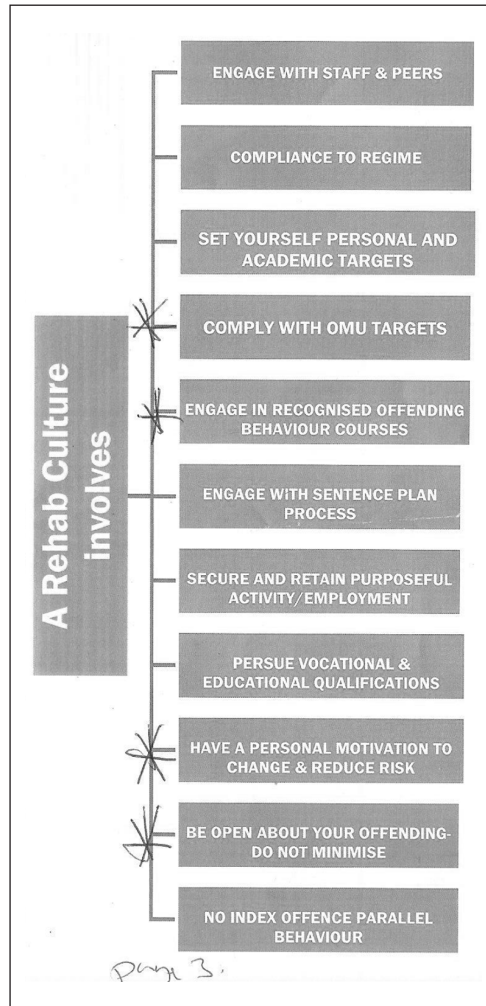 A Rehab Culture
involves
ENGAGE WITH STAFF & PEERS
COMPLIANCE TO REGIME
SET YOURSELF PERSONAL AND
ACADEMIC TARGETS
COMPLY WITH OMU TARGETS
ENGAGE IN RECOGNISED OFFENDING
BEHAVIOUR COURSES
ENGAGE WITH SENTENCE PLAN
PROCESS
SECURE AND RETAIN PURPOSEFUL
ACTIVITY/EMPLOYMENT
PERSUE VOCATIONAL &
EDUCATIONAL QUALIFICATIONS
HAVE A PERSONAL MOTIVATION TO
CHANGE & REDUCE RISK
BE OPEN ABOUT YOUR OFFENDING-
DO NOT MINIMISE
NO INDEX OFFENCE PARALLEL
BEHAVIOUR
page 3.